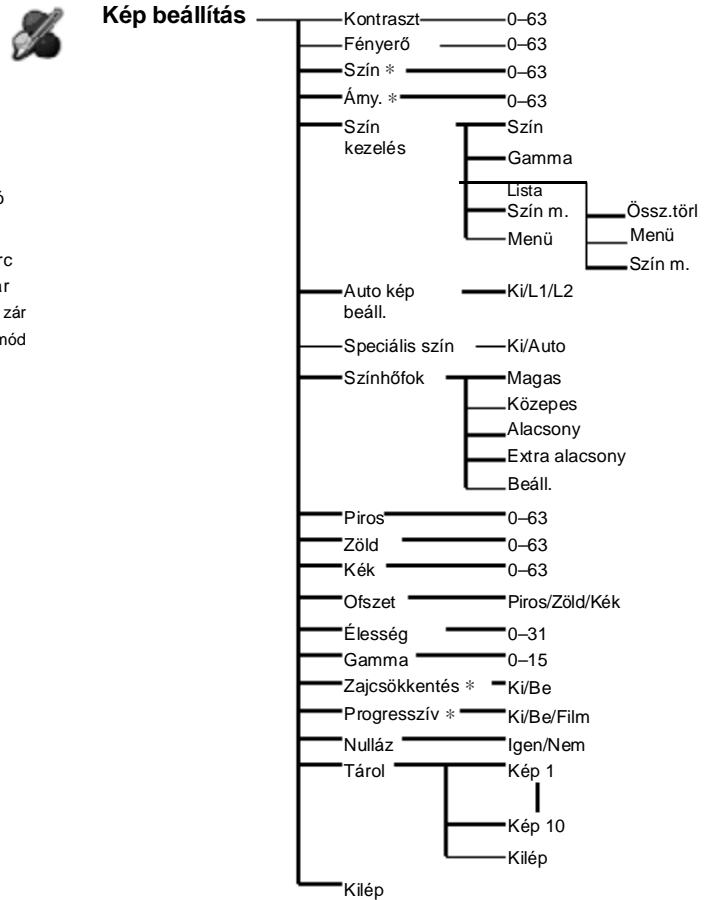 Kép beállítás
Kontraszt 0–63
Fényerő 0–63
Szín * 0–63
Árny. * 0–63
Szín kezelés
Szín
Gamma
Lista
Szín m.
Menü
Össz.törl
Menü
Szín m.
Auto kép beáll. Ki/L1/L2
Speciális szín Ki/Auto
Színhőfok
Magas
Közepes
Alacsony
Extra alacsony
Beáll.
Piros 0–63
Zöld 0–63
Kék 0–63
Ofszet Piros/Zöld/Kék
Élesség 0–31
Gamma 0–15
Zajcsökkentés * Ki/Be
Progresszív * Ki/Be/Film
Nulláz Igen/Nem
Tárol
Kép 1
Kép 10
Kilép
Kilép
zár